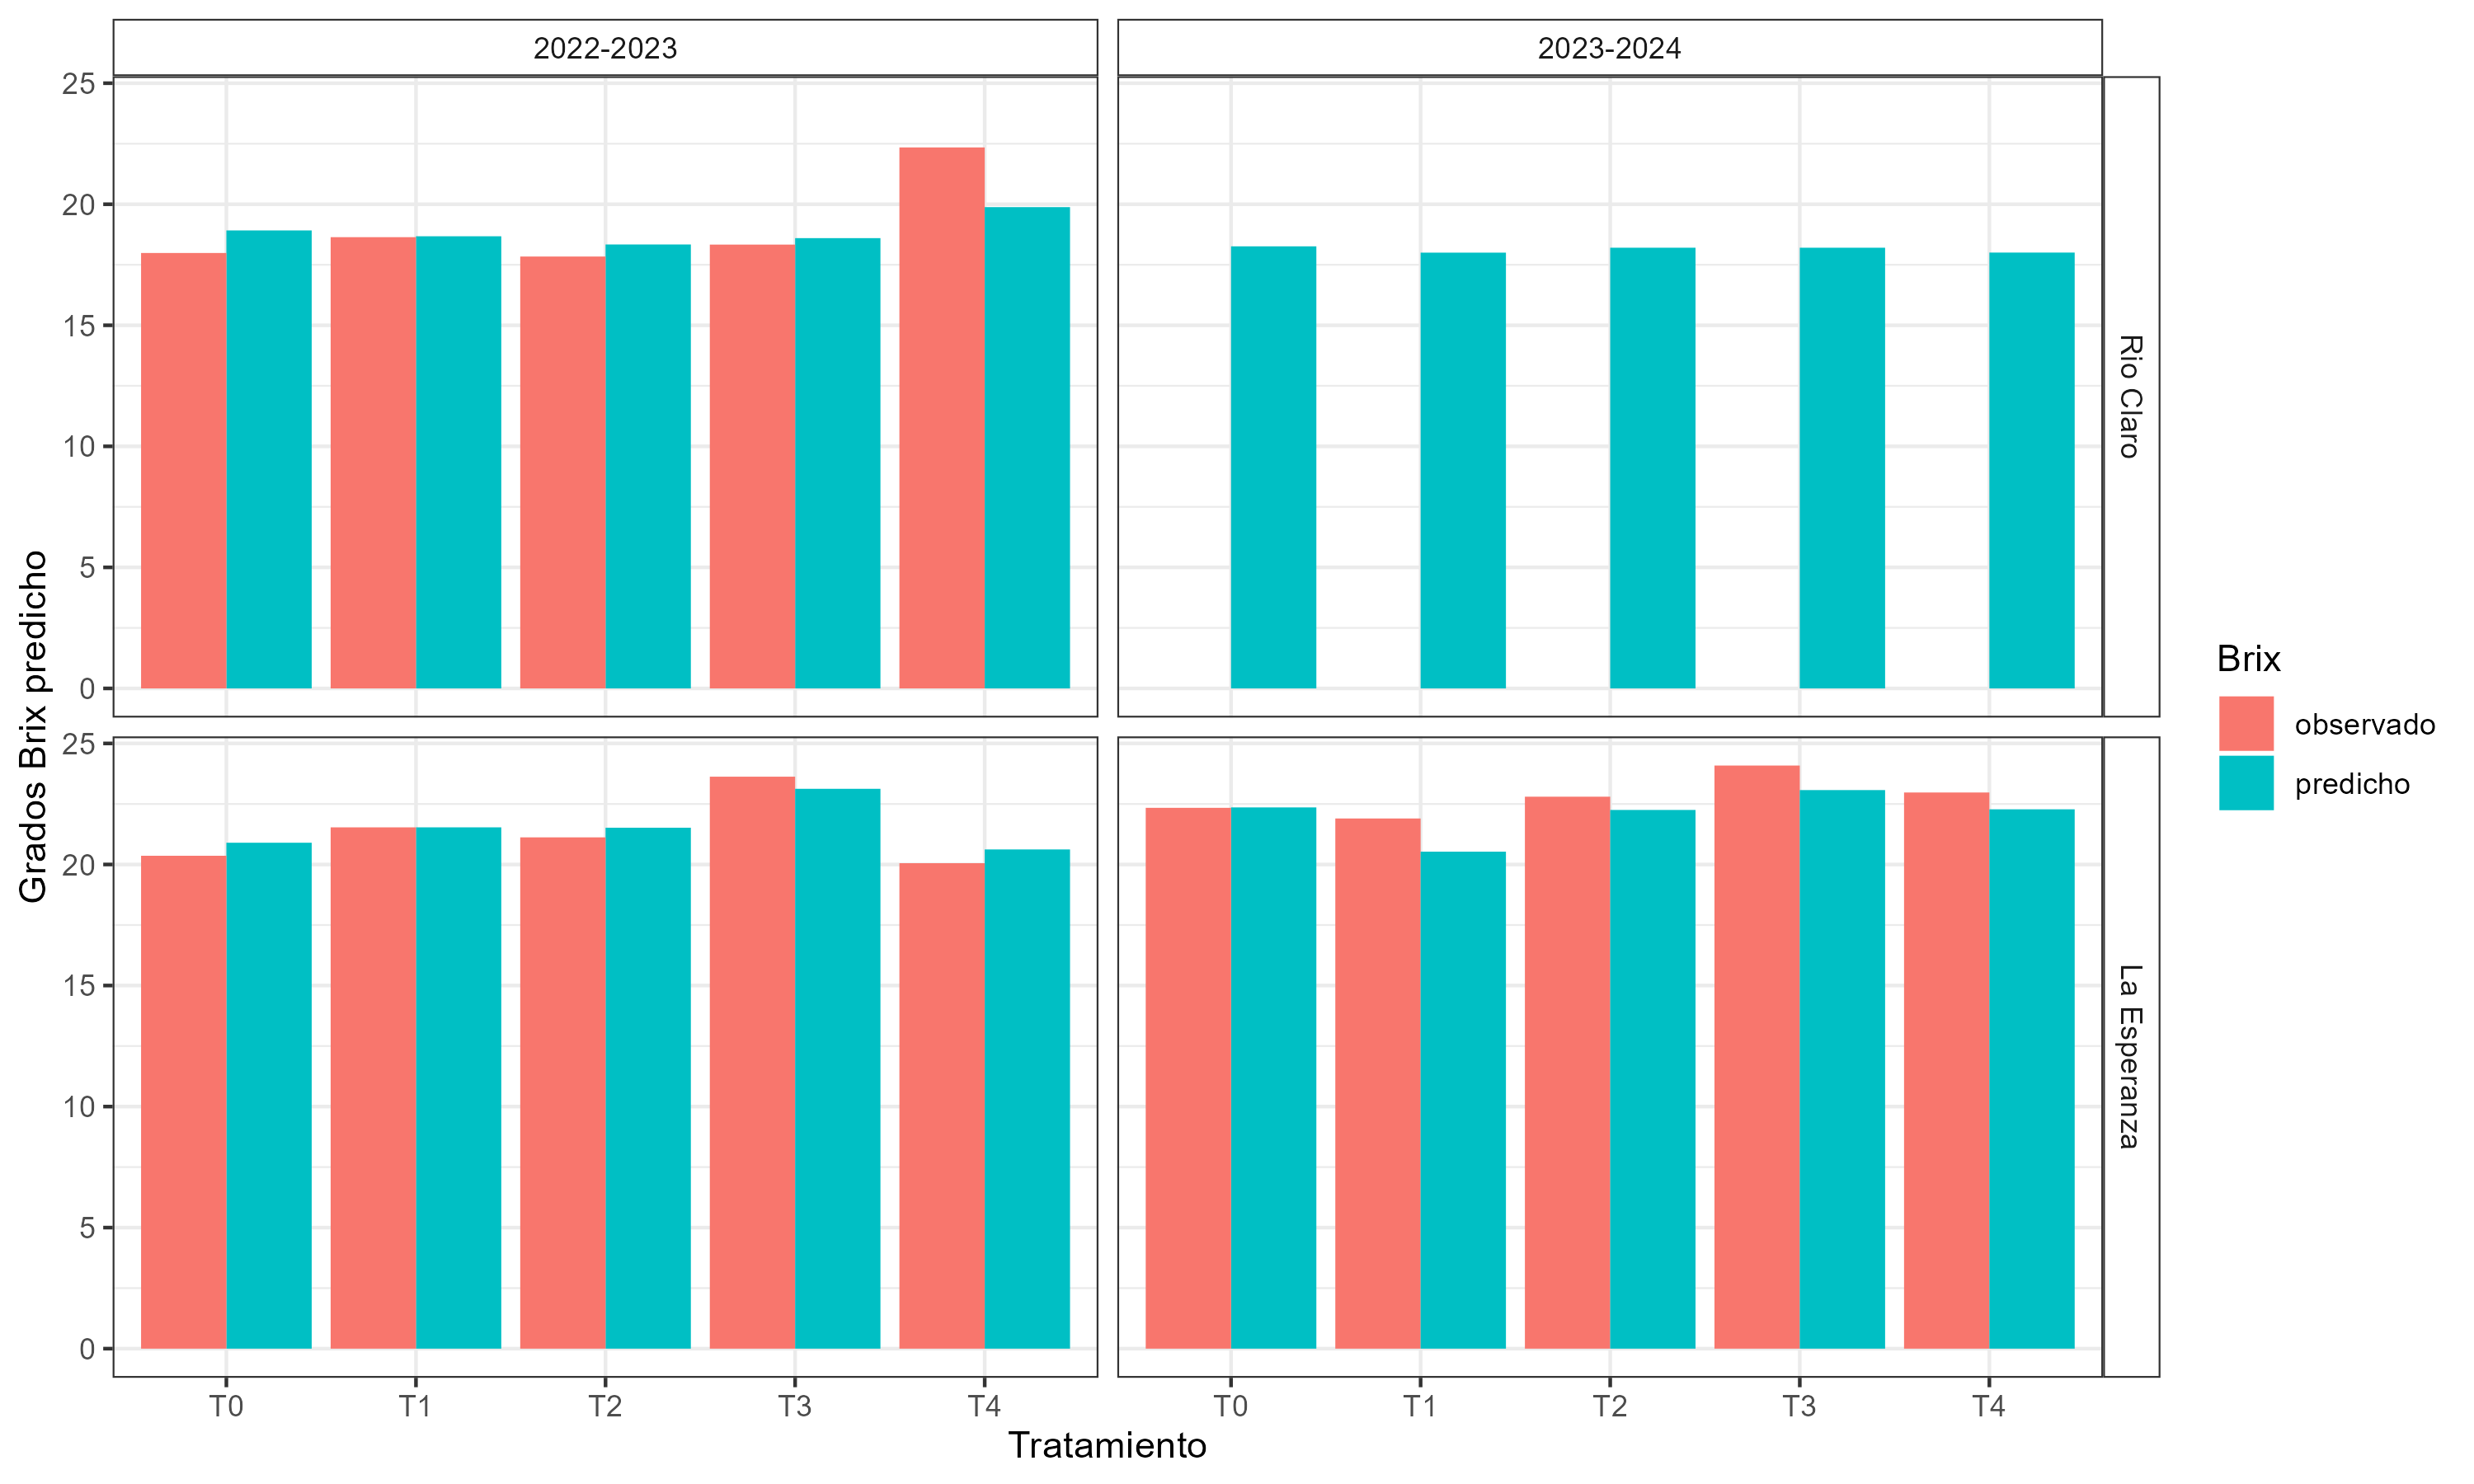 2022-2023
2023-2024
25
20
15
10
5
0
Rio Claro
25
20
15
10
5
0
La Esperanza
Grados Brix predicho
T0
T1
T2
T3
T4
T0
T1
T2
T3
T4
Tratamiento
Brix
observado
predicho